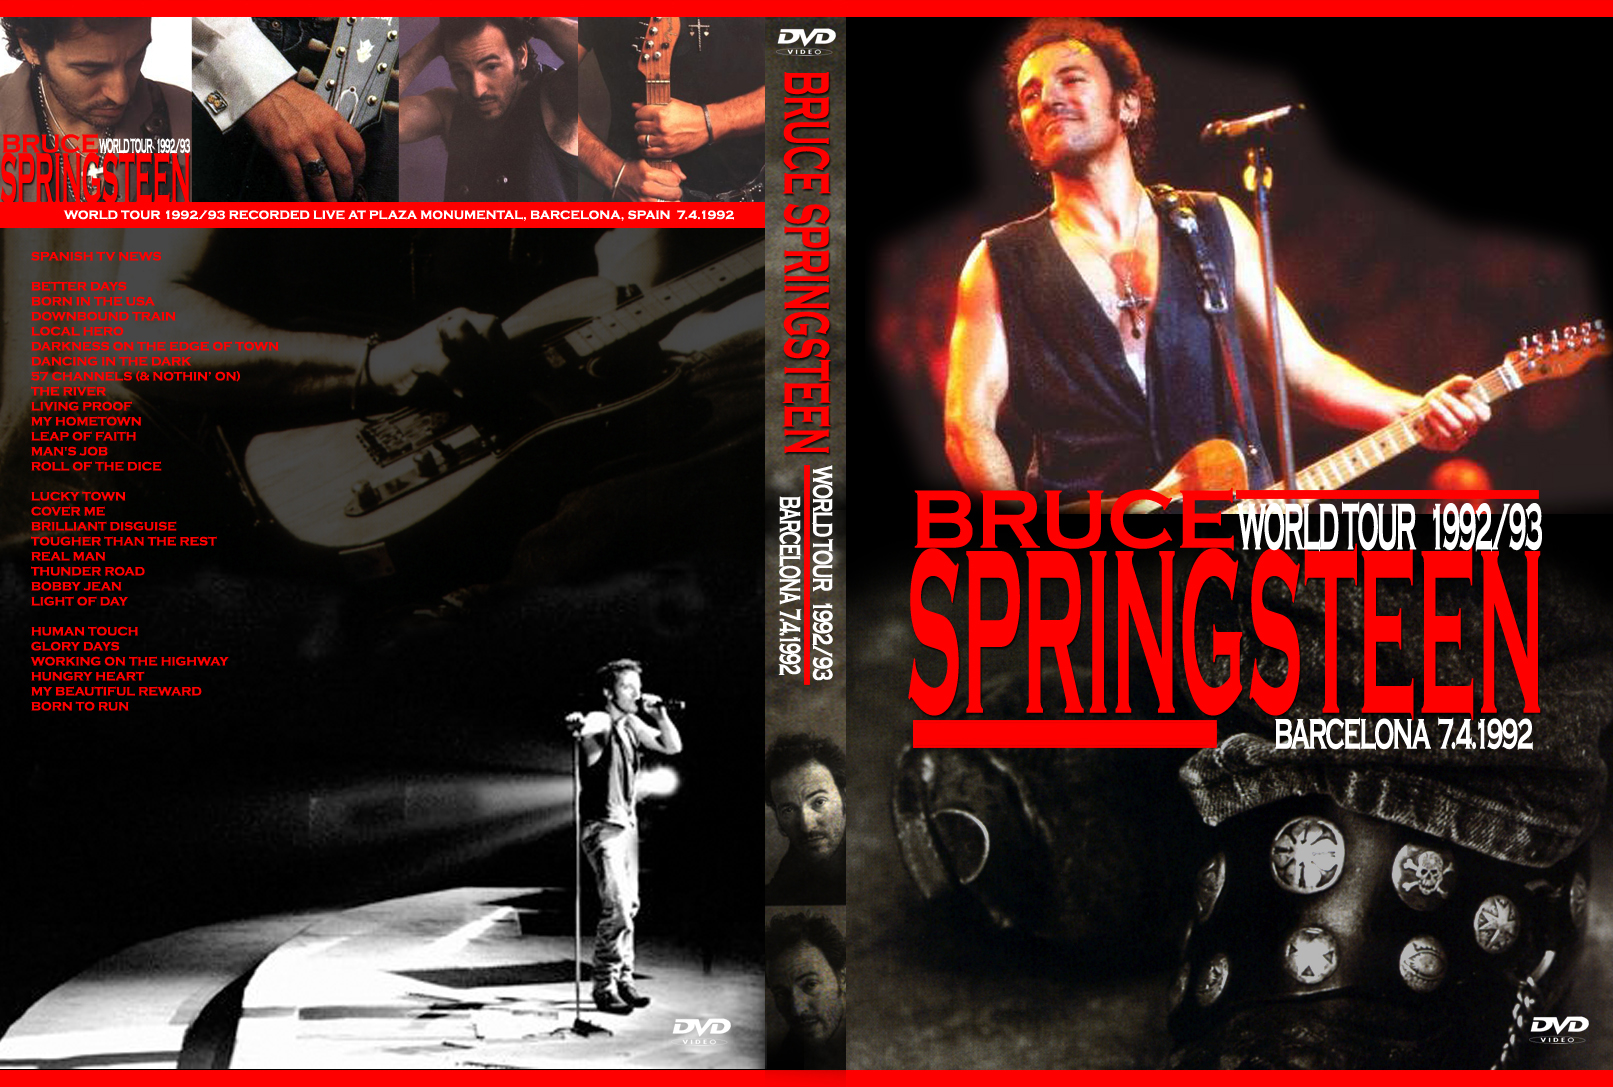 BRUCE WORLD TOUR 1992/93
SPRINGSTEEN
WORLD TOUR 1992/93 RECORDED LIVE AT PLAZA MONUMENTAL, BARCELONA, SPAIN 7.4.1992
SPANISH TV NEWS
BETTER DAYS
BORN IN THE USA
DOWNBOUND TRAIN
LOCAL HERO
DARKNESS ON THE EDGE OF TOWN
DANCING IN THE DARK
57 CHANNELS (& NOTHIN' ON)
THE RIVER
LIVING PROOF
MY HOMETOWN
LEAP OF FAITH
MAN'S JOB
ROLL OF THE DICE
LUCKY TOWN
COVER ME
BRILLIANT DISGUISE
TOUGHER THAN THE REST
REAL MAN
THUNDER ROAD
BOBBY JEAN
LIGHT OF DAY
HUMAN TOUCH
GLORY DAYS
WORKING ON THE HIGHWAY
HUNGRY HEART
MY BEAUTIFUL REWARD
BORN TO RUN
DVD
VIDEO
DVD
VIDEO
BRUCE SPRINGSTEEN
WORLD TOUR 1992/93
BARCELONA 7.4.1992
BRUCE WORLD TOUR 1992/93
SPRINGSTEEN
BARCELONA 7.4.1992
DVD
VIDEO